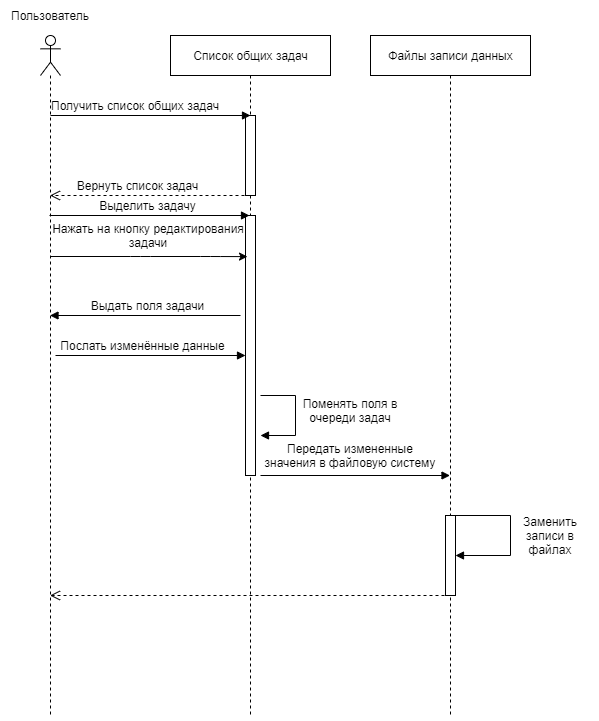 Пользователь
Список общих задач
Файлы записи данных
Получить список общих задач
Вернуть список задач
Выделить задачу
Нажать на кнопку редактирования
задачи
Выдать поля задачи
Послать изменённые данные
Поменять поля в
очереди задач
Передать измененные
значения в файловую систему
Заменить
записи в
файлах